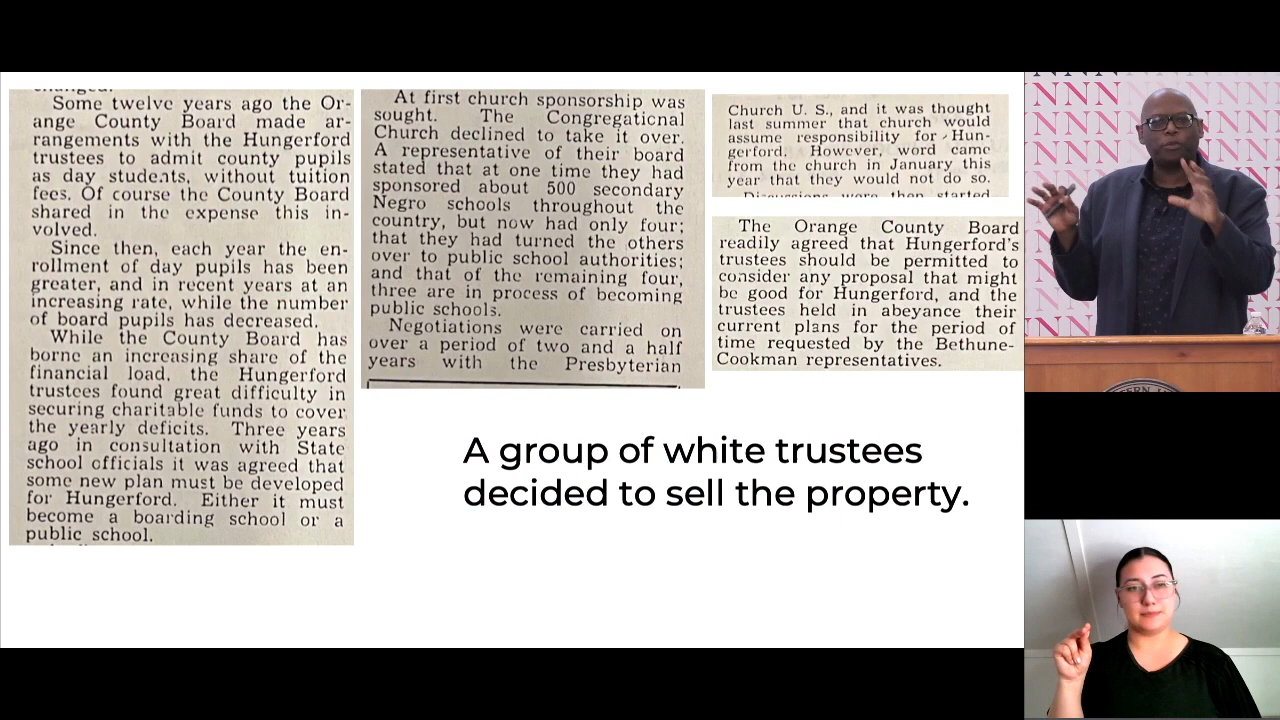 changed.
Some twelve years ago the Or-
ange County Board made ar-
rangements with the Hungerford
trustees to admit county pupils
as day students, without tuition
fees. Of course the County Board
shared in the expense this in-
volved.
Since then, each year the en-
rollment of day pupils has been
greater, and in recent years at an
increasing rate, while the number
of board pupils has decreased.
While the County Board has
borne an increasing share of the
financial load, the Hungerford
trustees found great difficulty in
securing charitable funds to cover
the yearly deficits. Three years
ago in consultation with State
school officials it was agreed that
some new plan must be developed
for Hungerford. Either it must
become a boarding school or a
public school.
At first church sponsorship was
sought. The Congregational
Church declined to take it over.
A representative of their board
stated that at one time they had
sponsored about 500 secondary
Negro schools throughout the
country, but now had only four;
that they had turned the others
over to public school authorities;
and that of the remaining four,
three are in process of becoming
public schools.
Negotiations were carried on
over a period of two and a half
years with the Presbyterian
Church U. S., and it was thought
last summer that church would
assume responsibility for Hun-
gerford. However, word came
from the church in January this
year that they would not do so.
Discussions were then started
The Orange County Board
readily agreed that Hungerford's
trustees should be permitted to
consider any proposal that might
be good for Hungerford, and the
trustees held in abeyance their
current plans for the period of
time requested by the Bethune-
Cookman representatives.
A group of white trustees
decided to sell the property.